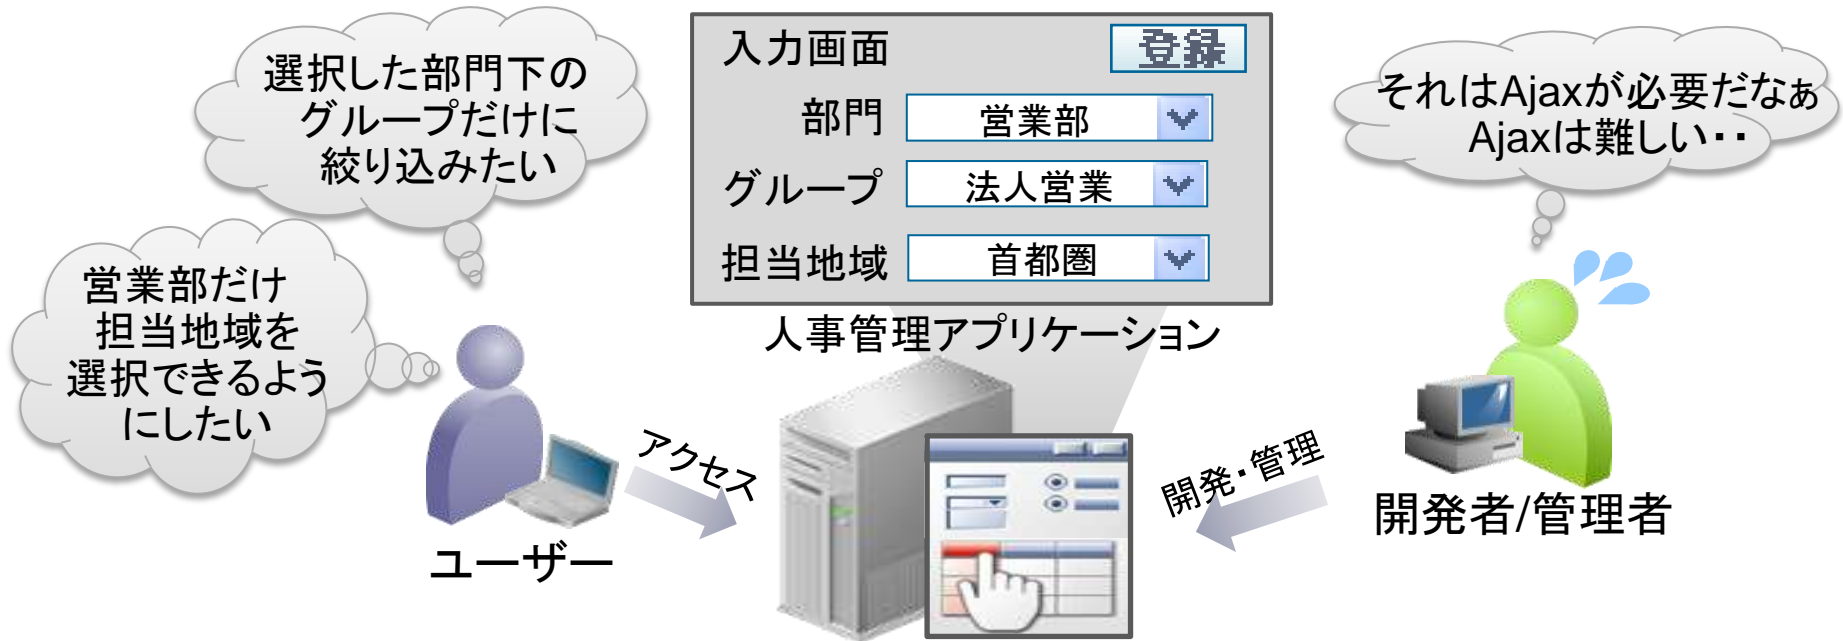 選択した部門下の
グループだけに
絞り込みたい
営業部だけ
担当地域を
選択できるよう
にしたい
ユーザー
アクセス
入力画面
登録
部門
営業部
グループ
法人営業
担当地域
首都圏
人事管理アプリケーション
それはAjaxが必要だなぁ
Ajaxは難しい・・
開発・管理
開発者/管理者